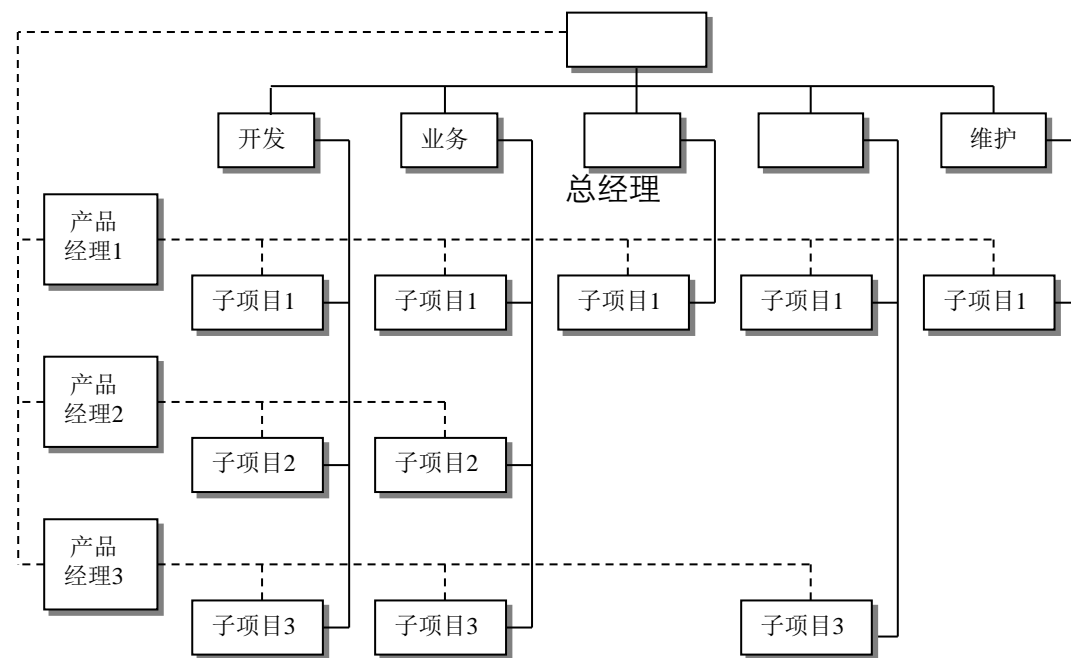 开发
业务
维护
总经理
产品
经理1
子项目1
子项目1
子项目1
子项目1
子项目1
产品
经理2
子项目2
子项目2
产品
经理3
子项目3
子项目3
子项目3